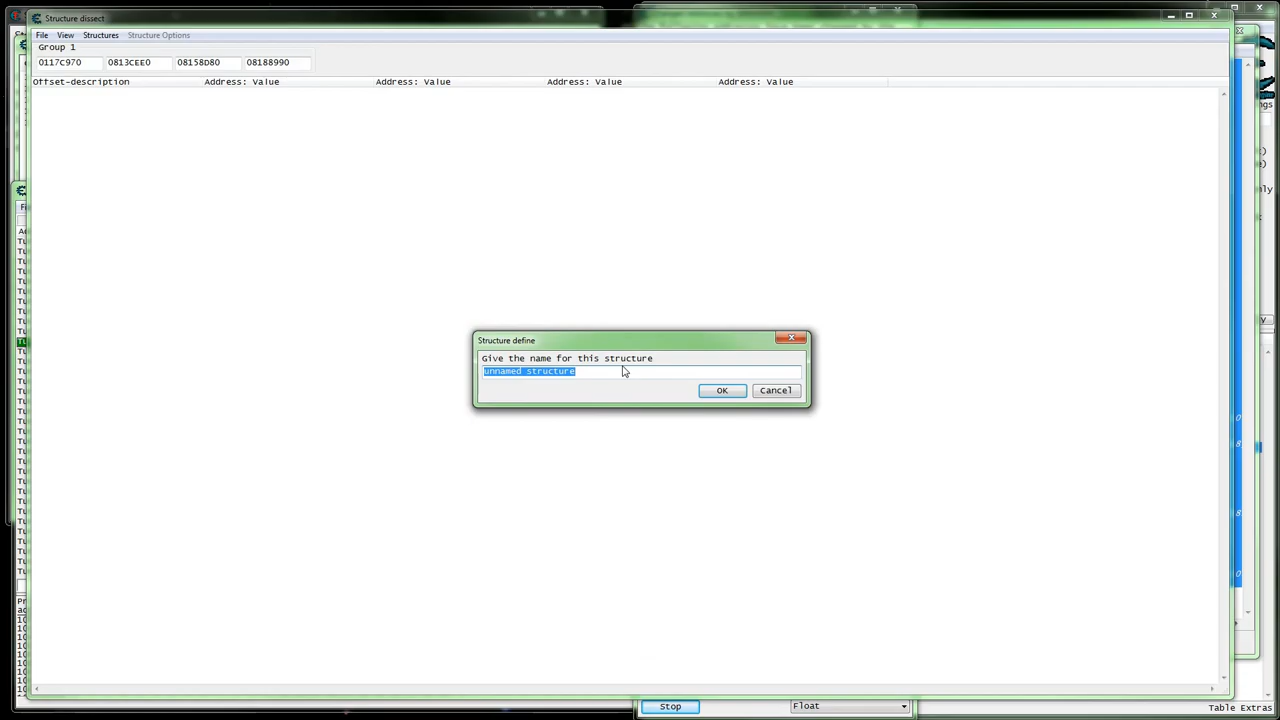 Structure dissect
File View Structures Structure Options
Group 1
0117C970 0813CEE0 08158D80 08188990
Offset-description Address: Value Address: Value Address: Value Address: Value
Structure define
Give the name for this structure
unnamed structure
OK Cancel
Stop Float Table Extras